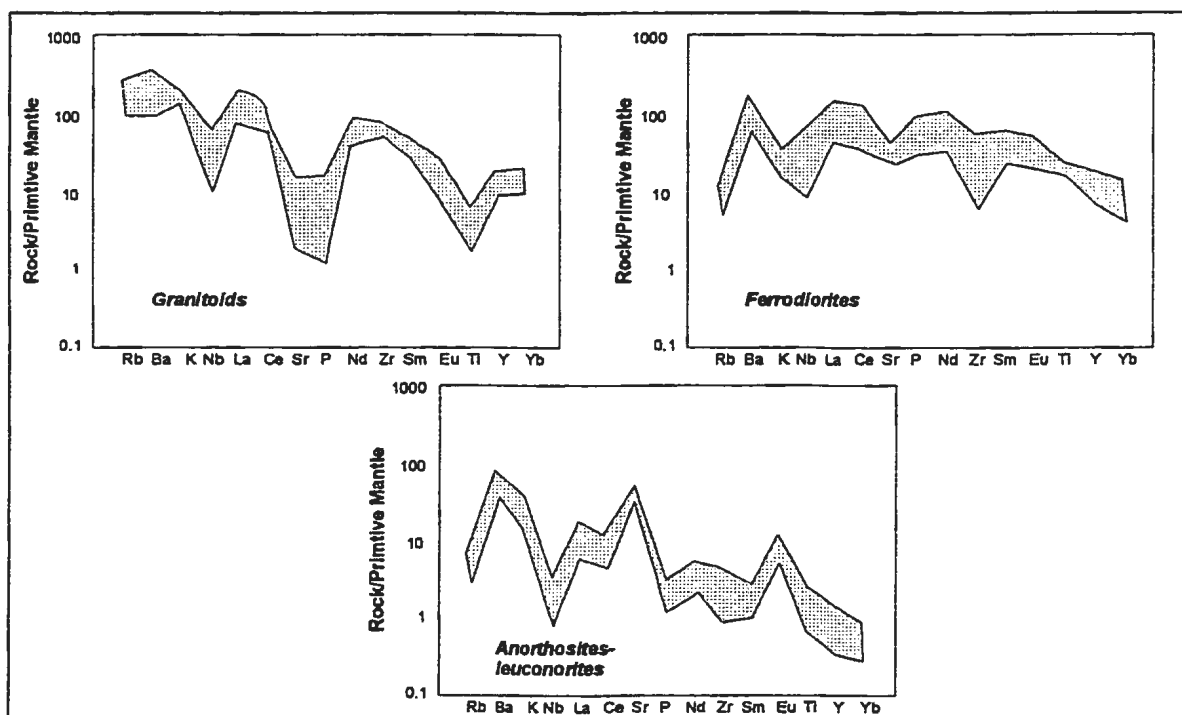 1000
100
10
1
0.1
Rock/Primtive Mantle
Granitoids
Rb Ba K Nb La Ce Sr P Nd Zr Sm Eu Ti Y Yb
1000
100
10
1
0.1
Rock/Primtive Mantle
Ferrodiorites
Rb Ba K Nb La Ce Sr P Nd Zr Sm Eu Ti Y Yb
1000
100
10
1
0.1
Rock/Primtive Mantle
Anorthosites-
leuconorites
Rb Ba K Nb La Ce Sr P Nd Zr Sm Eu Ti Y Yb